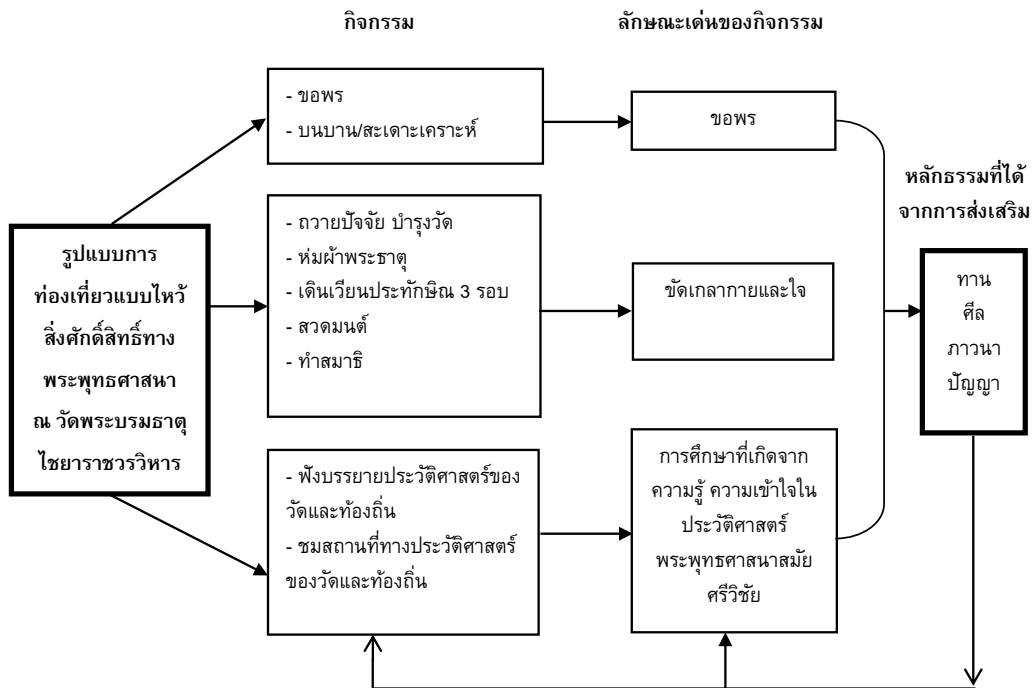 กิจกรรม
ลักษณะเด่นของกิจกรรม
รูปแบบการ
ท่องเที่ยวแบบไหว้
สิ่งศักดิ์สิทธิ์ทาง
พระพุทธศาสนา
ณ วัดพระบรมธาตุ
ไชยาราชวรวิหาร
- ขอพร
- บนบาน/สะเดาะเคราะห์
ขอพร
- ถวายปัจจัย บำรุงวัด
- ห่มผ้าพระธาตุ
- เดินเวียนประทักษิณ 3 รอบ
- สวดมนต์
- ทำสมาธิ
ขัดเกลากายและใจ
- ฟังบรรยายประวัติศาสตร์ของ
วัดและท้องถิ่น
- ชมสถานที่ทางประวัติศาสตร์
ของวัดและท้องถิ่น
การศึกษาที่เกิดจาก
ความรู้ ความเข้าใจใน
ประวัติศาสตร์
พระพุทธศาสนาสมัย
ศรีวิชัย
หลักธรรมที่ได้
จากการส่งเสริม
ทาน
ศีล
ภาวนา
ปัญญา